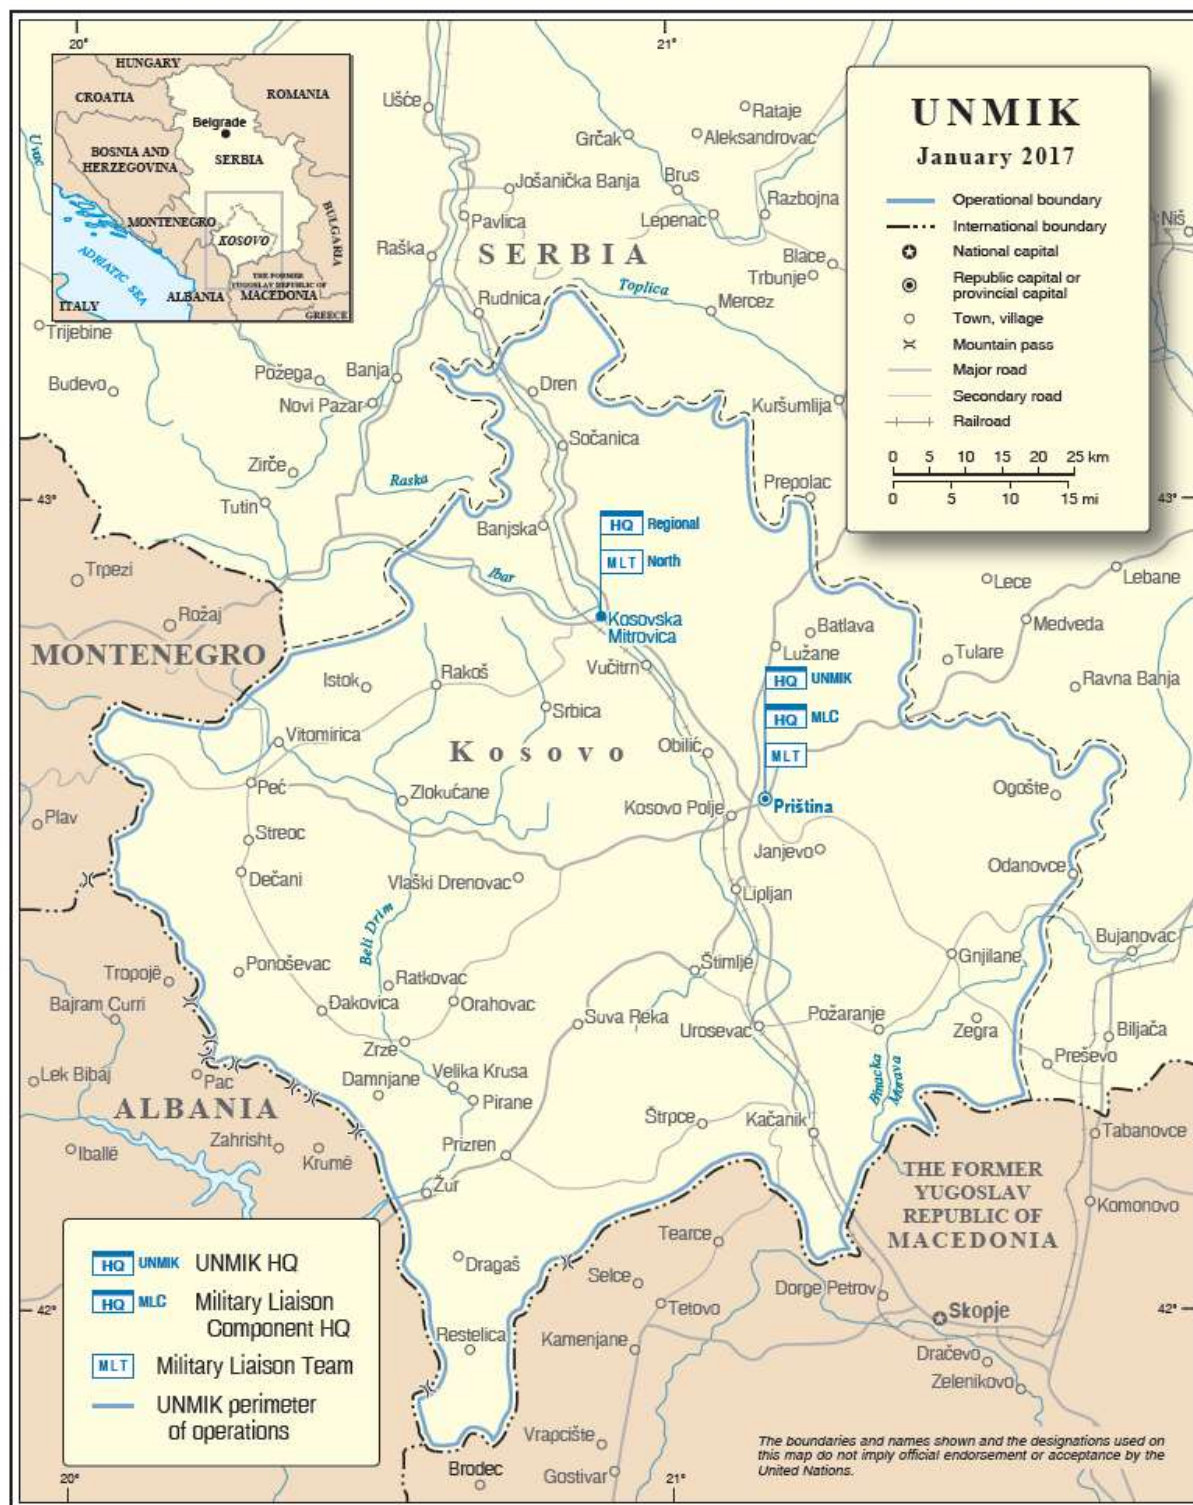 20°
21°
HUNGARY
CROATIA
ROMANIA
Belgrade
BOSNIA AND
HERZEGOVINA
SERBIA
MONTENEGRO
KOSOVO
BULGARIA
ADRIATIC SEA
THE FORMER
YUGOSLAV REPUBLIC OF
ALBANIA
MACEDONIA
ITALY
GREECE
UNMIK
January 2017
Operational boundary
International boundary
National capital
Republic capital or
provincial capital
Town, village
Mountain pass
Major road
Secondary road
Railroad
0 5 10 15 20 25 km
0 5 10 15 mi
Uvac
Ušće
Rataje
Grčak
Aleksandrovac
Jošanička Banja
Brus
Razbojna
Pavlica
Lepenac
Niš
Raška
SERBIA
Blace
Trbunje
Toplica
Rudnica
Mercez
Trijebine
Požega
Banja
Budevo
Dren
Novi Pazar
Kuršumlija
Sočanica
Zirče
Raska
Prepolac
43°
Tutin
43°
Banjska
HQ Regional
MLT North
Trpezi
Ibar
Lece
Lebane
Rožaj
Kosovska
Mitrovica
Batlava
Medveda
MONTENEGRO
Lužane
Vučitrn
Tulare
Istok
Rakoš
HQ UNMIK
Ravna Banja
Srbica
HQ MLC
Vitomirica
Kosovo
Obilić
MLT
Peć
Zlokućane
Ogošte
Kosovo Polje
Priština
Plav
Streoc
Janjevo
Odanovce
Dečani
Vlaški Drenovac
Lipljan
Beli Drim
Bujanovac
Gnjilane
Tropojë
Ponoševac
Štimlje
Ratkovac
Bajram Curri
Đakovica
Orahovac
Suva Reka
Urosevac
Požaranje
Zegra
Biljača
Zrze
Preševo
Lek Bibaj
Pac
Damnjane
Velika Krusa
Binacka
Morava
ALBANIA
Pirane
Štrpce
Kačanik
Tabanovce
Iballë
Zahrisht
Krumë
Prizren
THE FORMER
YUGOSLAV
REPUBLIC OF
MACEDONIA
Žur
Komonovo
Tearce
Dragaš
Selce
Dorge Petrov
Tetovo
42°
Skopje
42°
Restelica
Kamenjane
Dračevo
Zelenikovo
Vrapcište
Brodec
Gostivar
HQ UNMIK UNMIK HQ
HQ MLC Military Liaison
Component HQ
MLT Military Liaison Team
UNMIK perimeter
of operations
The boundaries and names shown and the designations used on
this map do not imply official endorsement or acceptance by the
United Nations.
20°
21°